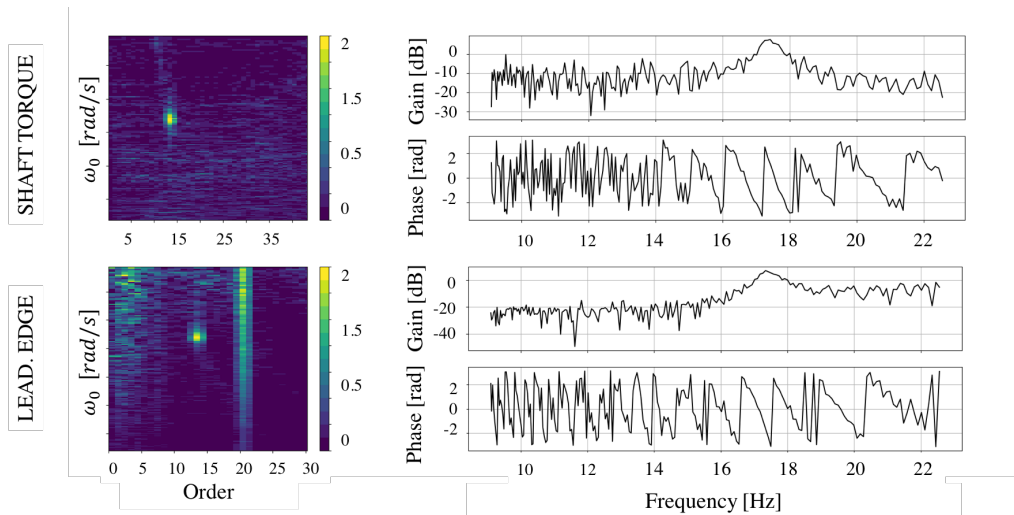 SHAFT TORQUE
ω₀ [rad/s]
2
1.5
0.5
0
5 15 25 35
Gain [dB]
0
-10
-20
-30
Phase [rad]
2
0
-2
10 12 14 16 18 20 22
LEAD. EDGE
ω₀ [rad/s]
2
1.5
0.5
0
0 5 10 15 20 25 30
Order
Gain [dB]
0
-20
-40
Phase [rad]
2
0
-2
10 12 14 16 18 20 22
Frequency [Hz]